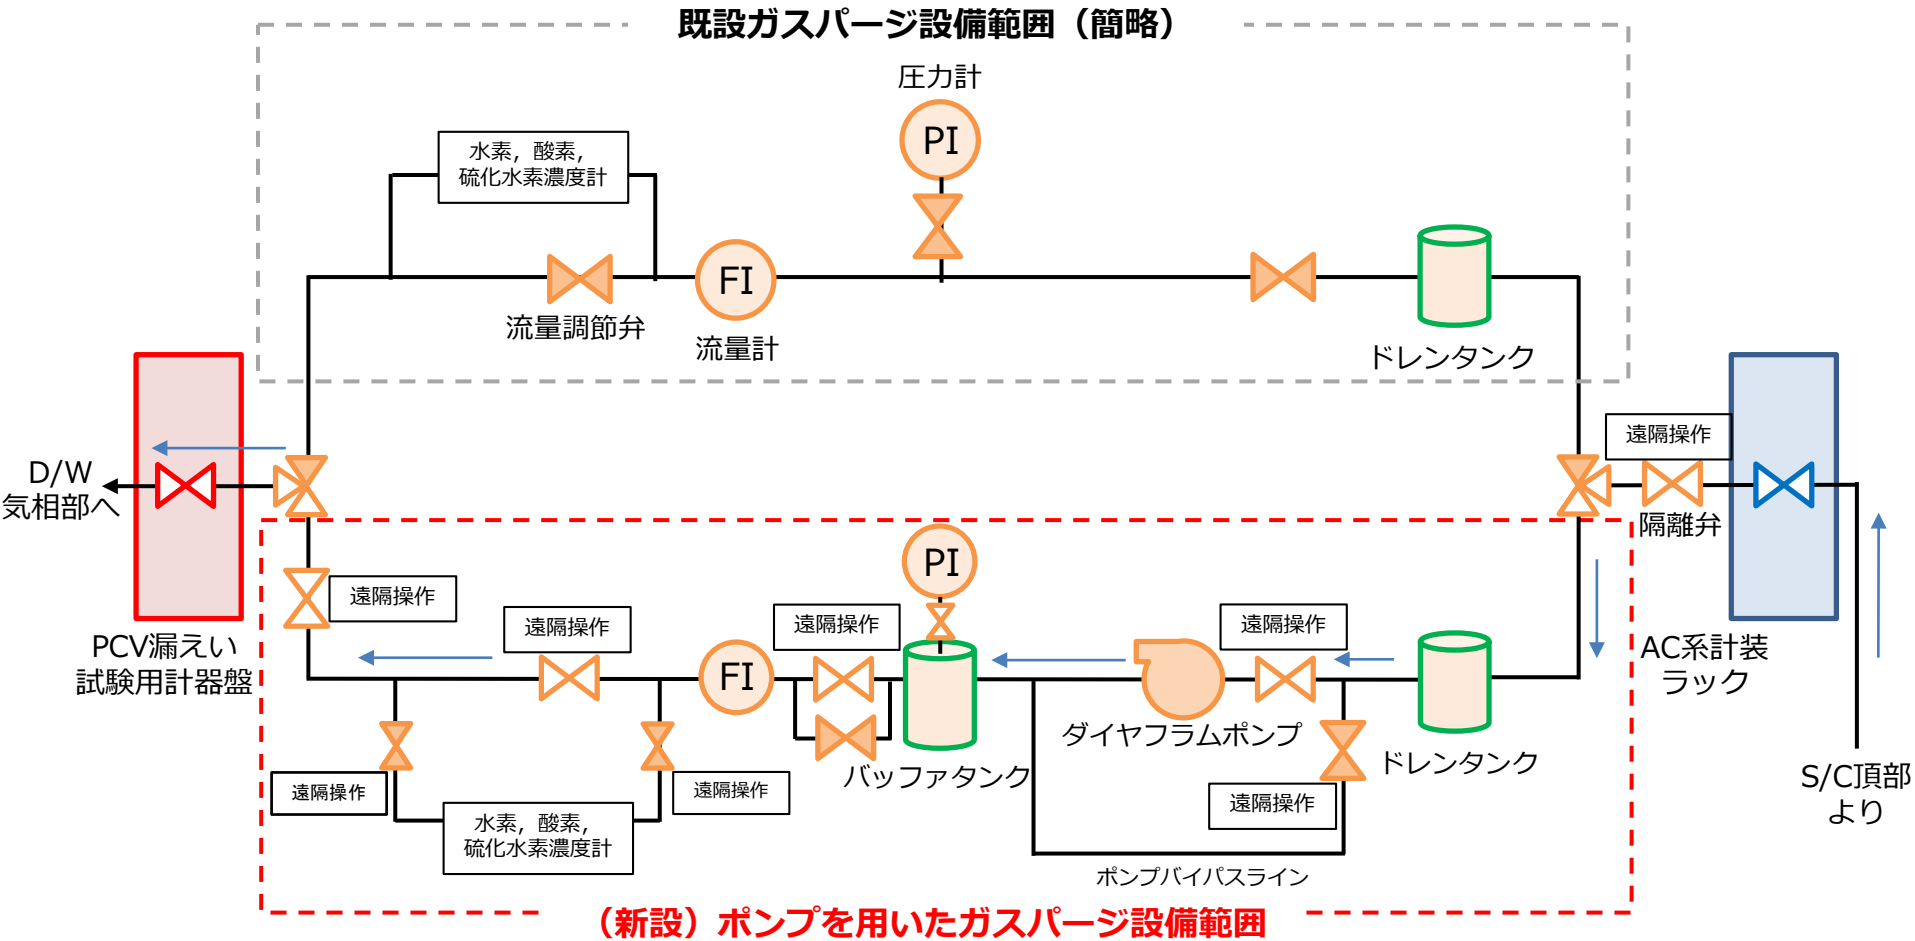 既設ガスパージ設備範囲（簡略）
圧力計
PI
水素，酸素，
硫化水素濃度計
FI
流量調節弁
流量計
ドレンタンク
遠隔操作
D/W
気相部へ
隔離弁
PI
遠隔操作
遠隔操作
遠隔操作
遠隔操作
PCV漏えい
試験用計器盤
AC系計装
ラック
FI
ダイヤフラムポンプ
バッファタンク
ドレンタンク
遠隔操作
遠隔操作
遠隔操作
S/C頂部
より
水素，酸素，
硫化水素濃度計
ポンプバイパスライン
（新設）ポンプを用いたガスパージ設備範囲